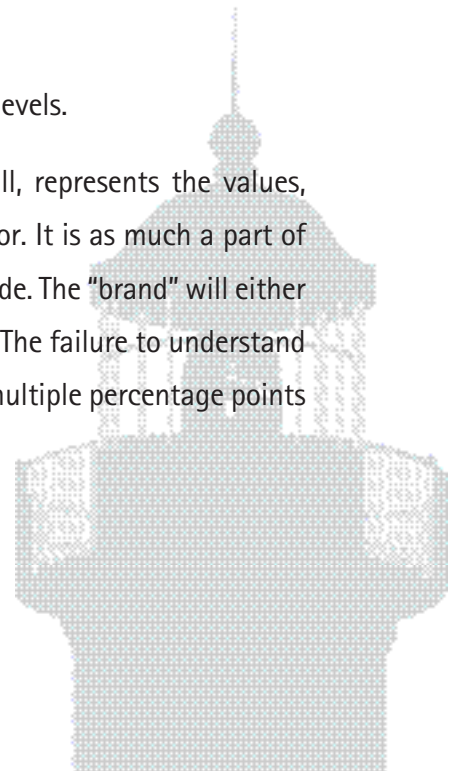 evels.
ll, represents the values,
or. It is as much a part of
de. The "brand" will either
The failure to understand
nultiple percentage points